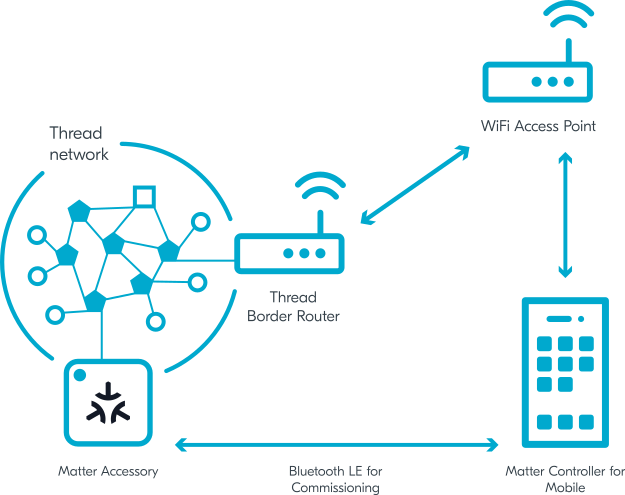 WiFi Access Point
Thread
network
Thread
Border Router
Matter Accessory
Bluetooth LE for
Commissioning
Matter Controller for
Mobile